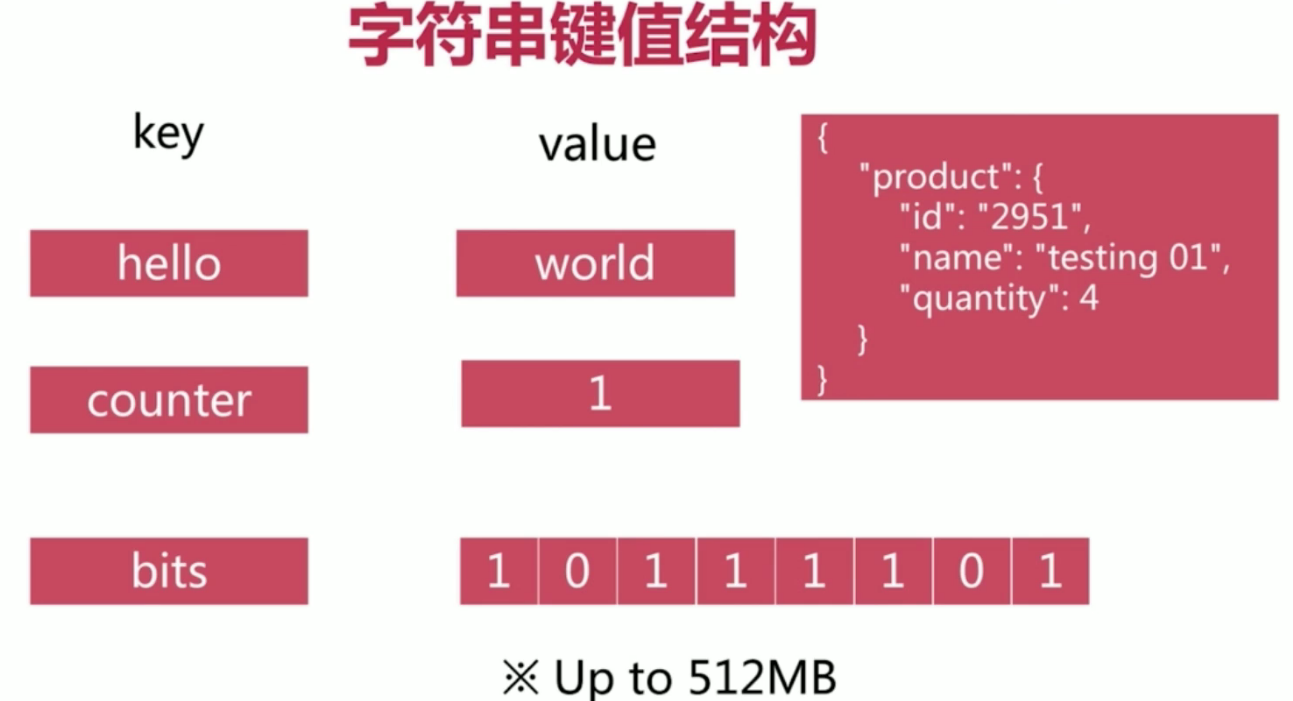 字符串键值结构
key value
hello world
counter 1
bits 1 0 1 1 1 1 0 1
{
"product": {
"id": "2951",
"name": "testing 01",
"quantity": 4
}
}
※ Up to 512MB